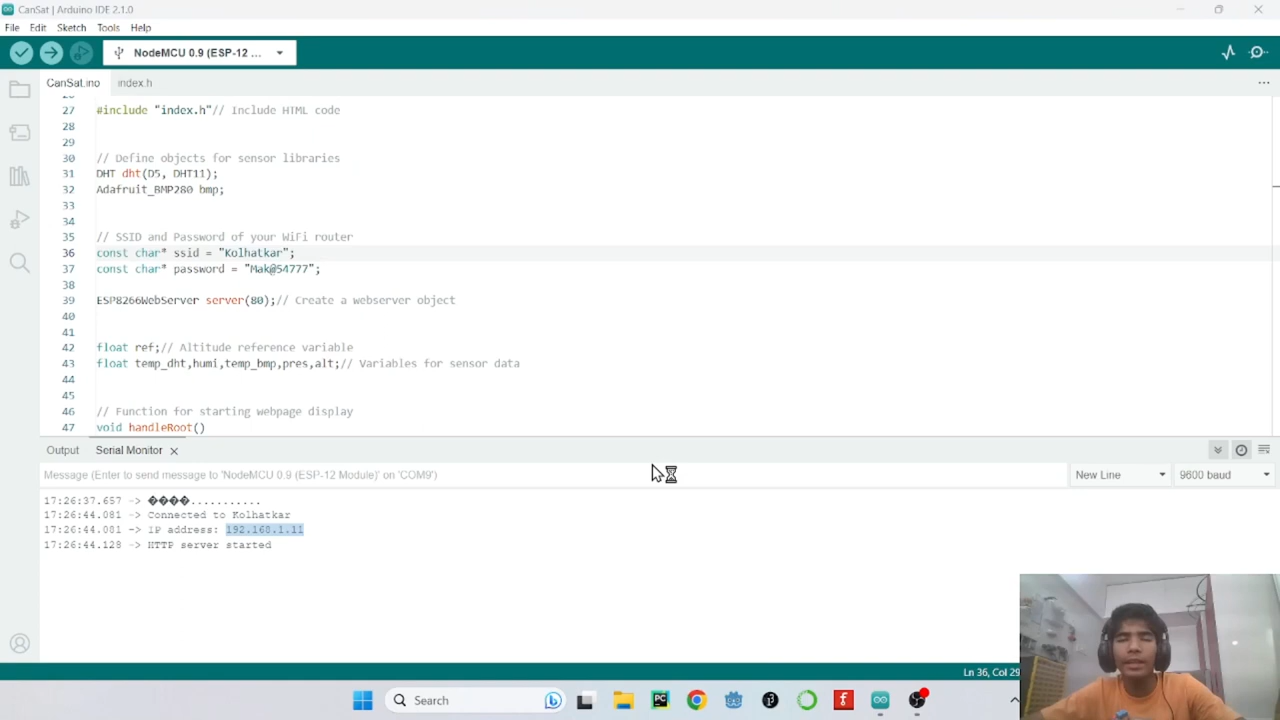 CanSat | Arduino IDE 2.1.0
File Edit Sketch Tools Help
NodeMCU 0.9 (ESP-12 ...
CanSat.ino index.h
27 #include "index.h"// Include HTML code
28
29
30 // Define objects for sensor libraries
31 DHT dht(D5, DHT11);
32 Adafruit_BMP280 bmp;
33
34
35 // SSID and Password of your WiFi router
36 const char* ssid = "Kolhatkar";
37 const char* password = "Mak@54777";
38
39 ESP8266WebServer server(80);// Create a webserver object
40
41
42 float ref;// Altitude reference variable
43 float temp_dht,humi,temp_bmp,pres,alt;// Variables for sensor data
44
45
46 // Function for starting webpage display
47 void handleRoot()
Output Serial Monitor
Message (Enter to send message to 'NodeMCU 0.9 (ESP-12 Module)' on 'COM9') New Line 9600 baud
17:26:37.657 -> ����...........
17:26:44.081 -> Connected to Kolhatkar
17:26:44.081 -> IP address: 192.168.1.11
17:26:44.128 -> HTTP server started
Ln 36, Col 29
Search